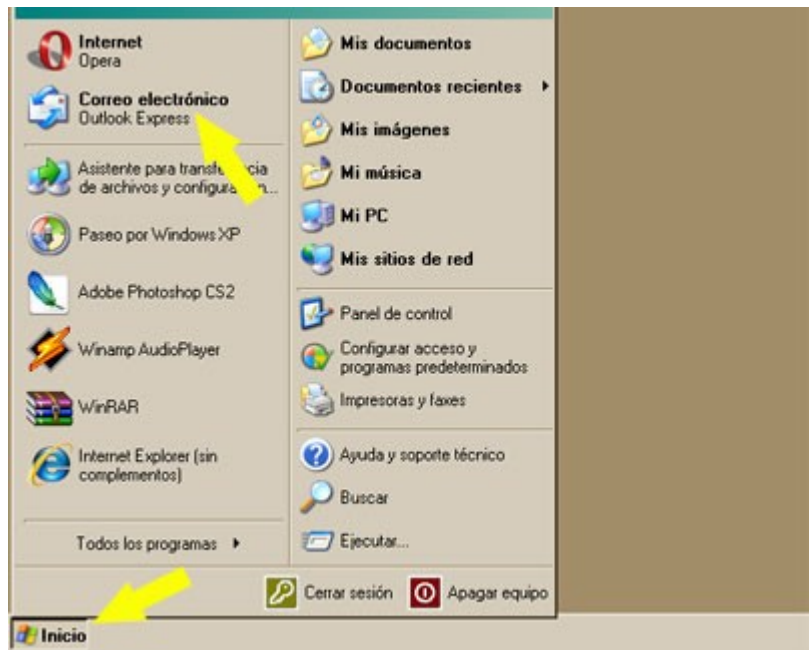 Internet
Opera
Correo electrónico
Outlook Express
Asistente para transferencia
de archivos y configuración...
Paseo por Windows XP
Adobe Photoshop CS2
Winamp AudioPlayer
WinRAR
Internet Explorer (sin
complementos)
Todos los programas
Mis documentos
Documentos recientes
Mis imágenes
Mi música
Mi PC
Mis sitios de red
Panel de control
Configurar acceso y
programas predeterminados
Impresoras y faxes
Ayuda y soporte técnico
Buscar
Ejecutar...
Cerrar sesión
Apagar equipo
Inicio